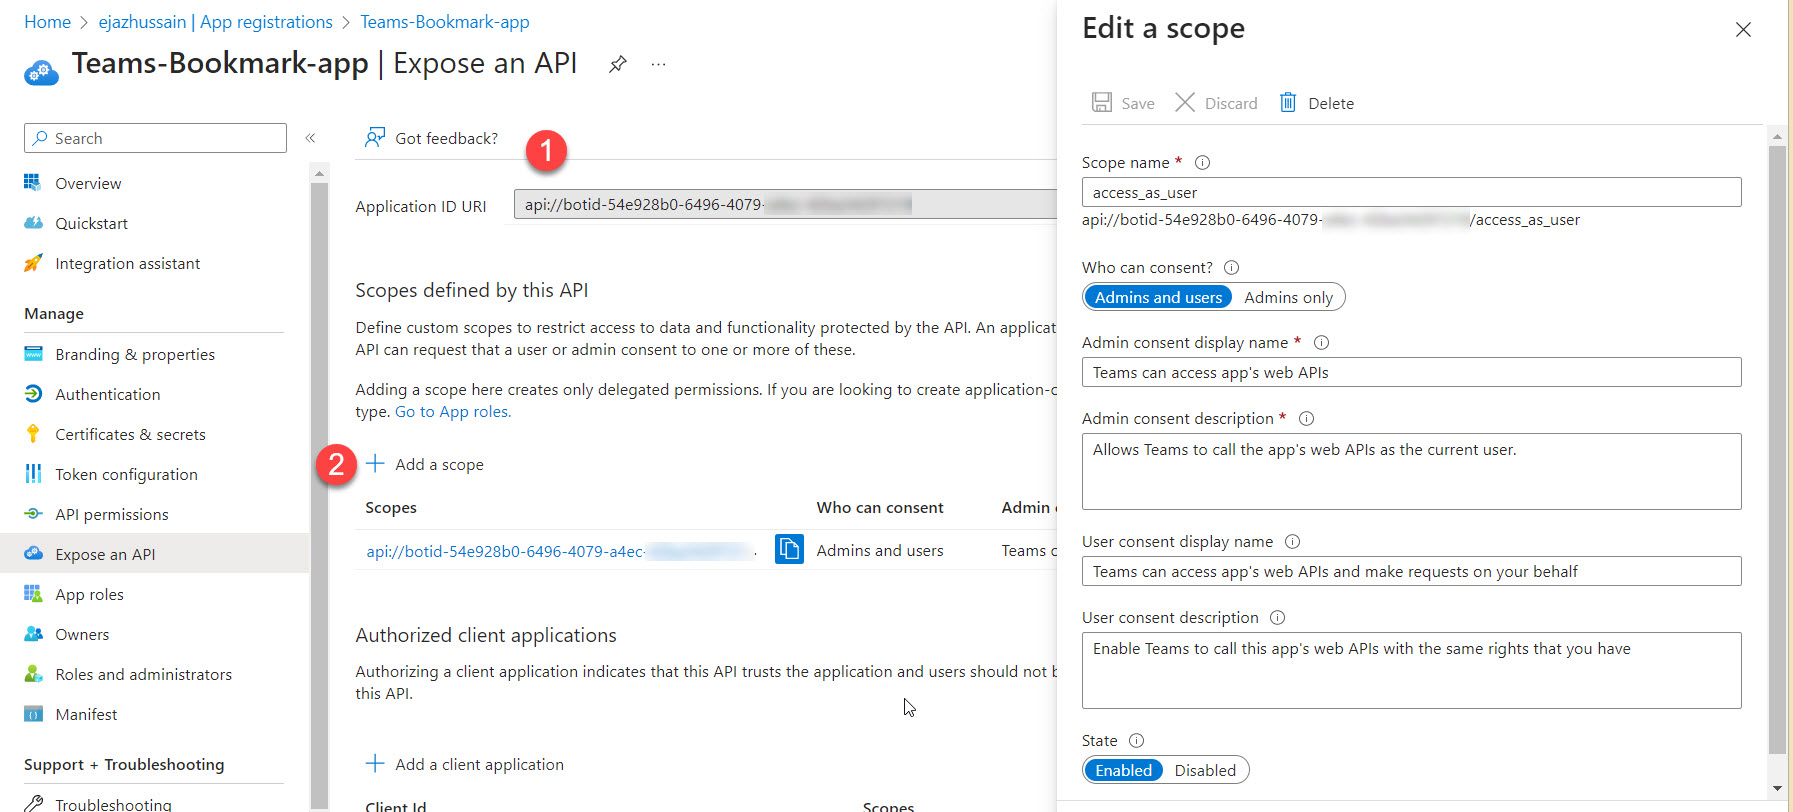 Home > ejazhussain | App registrations > Teams-Bookmark-app
Teams-Bookmark-app | Expose an API
Search
Overview
Quickstart
Integration assistant
Manage
Branding & properties
Authentication
Certificates & secrets
Token configuration
API permissions
Expose an API
App roles
Owners
Roles and administrators
Manifest
Support + Troubleshooting
Troubleshooting
Got feedback?
1
Application ID URI
api://botid-54e928b0-6496-4079-
Scopes defined by this API
Define custom scopes to restrict access to data and functionality protected by the API. An applicat
API can request that a user or admin consent to one or more of these.
Adding a scope here creates only delegated permissions. If you are looking to create application-o
type. Go to App roles.
2
Add a scope
Scopes Who can consent Admin
api://botid-54e928b0-6496-4079-a4ec- Admins and users Teams c
Authorized client applications
Authorizing a client application indicates that this API trusts the application and users should not b
this API.
Add a client application
Client Id Scopes
Edit a scope
Save Discard Delete
Scope name *
access_as_user
api://botid-54e928b0-6496-4079- /access_as_user
Who can consent?
Admins and users Admins only
Admin consent display name *
Teams can access app's web APIs
Admin consent description *
Allows Teams to call the app's web APIs as the current user.
User consent display name
Teams can access app's web APIs and make requests on your behalf
User consent description
Enable Teams to call this app's web APIs with the same rights that you have
State
Enabled Disabled